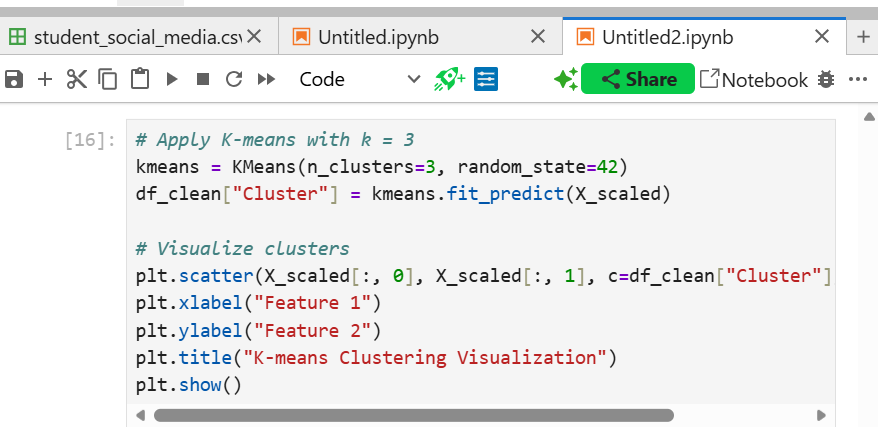 student_social_media.csv
Untitled.ipynb
Untitled2.ipynb
Code
Share
Notebook
[16]:
# Apply K-means with k = 3
kmeans = KMeans(n_clusters=3, random_state=42)
df_clean["Cluster"] = kmeans.fit_predict(X_scaled)
# Visualize clusters
plt.scatter(X_scaled[:, 0], X_scaled[:, 1], c=df_clean["Cluster"]
plt.xlabel("Feature 1")
plt.ylabel("Feature 2")
plt.title("K-means Clustering Visualization")
plt.show()